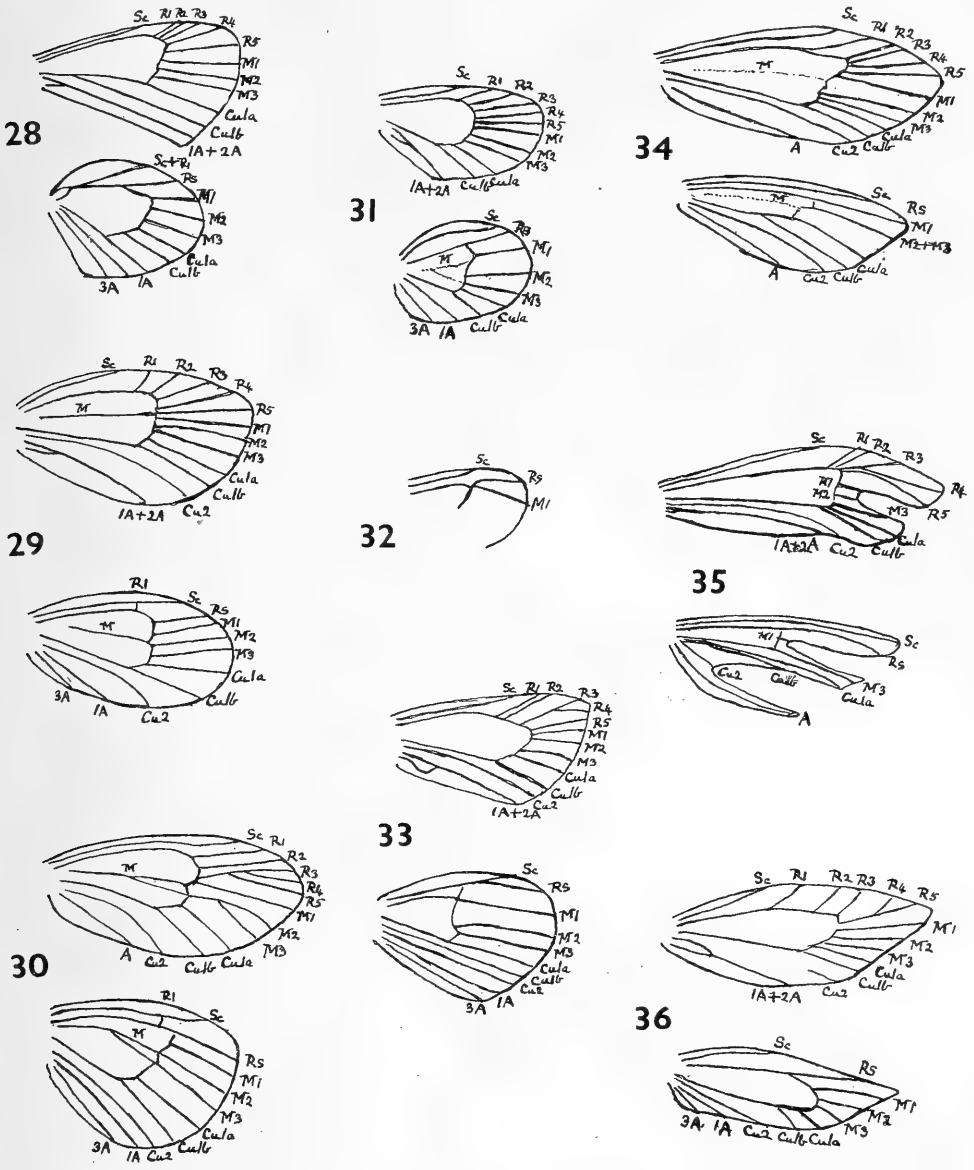 Sc R1 R2 R3 R4 R5 M1 M2 M3 Cu1a Cu1b 1A+2A
28
Sc+R1 Rs M1 M2 M3 Cu1a Cu1b 1A 3A
Sc R1 R2 R3 R4 R5 M1 M2 M3 Cu1a Cu1b 1A+2A
31
Sc Rs M1 M2 M3 Cu1a Cu1b 1A 3A M
Sc R1 R2 R3 R4 R5 M1 M2 M3 Cu1a Cu1b Cu2 A M
34
M Sc Rs M1 M2+M3 Cu1a Cu1b Cu2 A
Sc R1 R2 R3 R4 R5 M1 M2 M3 Cu1a Cu1b Cu2 1A+2A M
29
R1 Sc Rs M1 M2 M3 Cu1a Cu1b Cu2 1A 3A M
Sc Rs M1
32
Sc R1 R2 R3 R4 R5 M1 M2 M3 Cu1a Cu1b Cu2 1A+2A
35
M1 Sc Rs M3 Cu1a Cu1b Cu2 A
Sc R1 R2 R3 R4 R5 M1 M2 M3 Cu1a Cu1b Cu2 1A+2A
33
Sc Rs M1 M2 M3 Cu1a Cu1b Cu2 1A 3A
Sc R1 R2 R3 R4 R5 M1 M2 M3 Cu1a Cu1b Cu2 A M
30
R1 Sc Rs M1 M2 M3 Cu1a Cu1b Cu2 1A 3A M
Sc R1 R2 R3 R4 R5 M1 M2 M3 Cu1a Cu1b Cu2 1A+2A
36
Sc Rs M1 M2 M3 Cu1a Cu1b Cu2 1A 3A